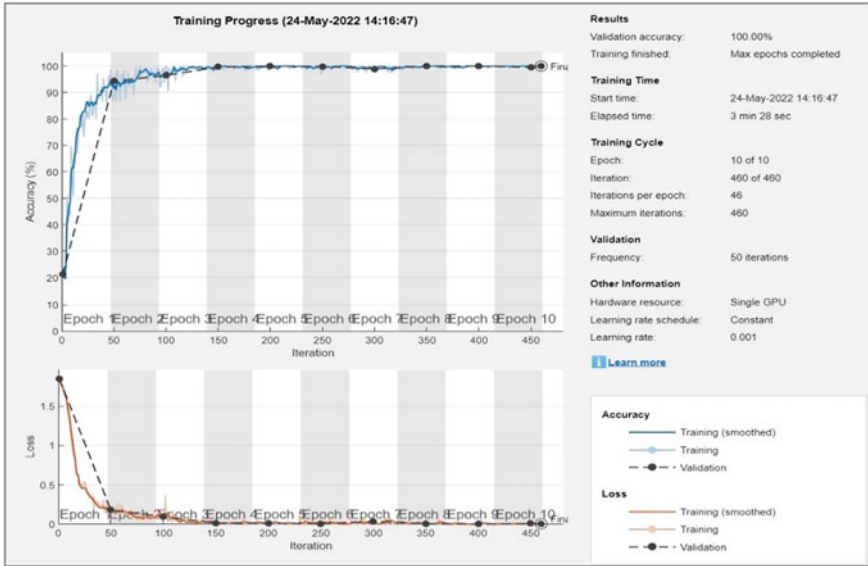 Training Progress (24-May-2022 14:16:47)
100
90
80
70
60
50
40
30
20
10
0
Accuracy (%)
Epoch 1
Epoch 2
Epoch 3
Epoch 4
Epoch 5
Epoch 6
Epoch 7
Epoch 8
Epoch 9
Epoch 10
Fina
0 50 100 150 200 250 300 350 400 450
Iteration
1.5
1
0.5
0
Loss
Epoch 1
Epoch 2
Epoch 3
Epoch 4
Epoch 5
Epoch 6
Epoch 7
Epoch 8
Epoch 9
Epoch 10
Fina
0 50 100 150 200 250 300 350 400 450
Iteration
Results
Validation accuracy: 100.00%
Training finished: Max epochs completed
Training Time
Start time: 24-May-2022 14:16:47
Elapsed time: 3 min 28 sec
Training Cycle
Epoch: 10 of 10
Iteration: 460 of 460
Iterations per epoch: 46
Maximum iterations: 460
Validation
Frequency: 50 iterations
Other Information
Hardware resource: Single GPU
Learning rate schedule: Constant
Learning rate: 0.001
i Learn more
Accuracy
Training (smoothed)
Training
Validation
Loss
Training (smoothed)
Training
Validation